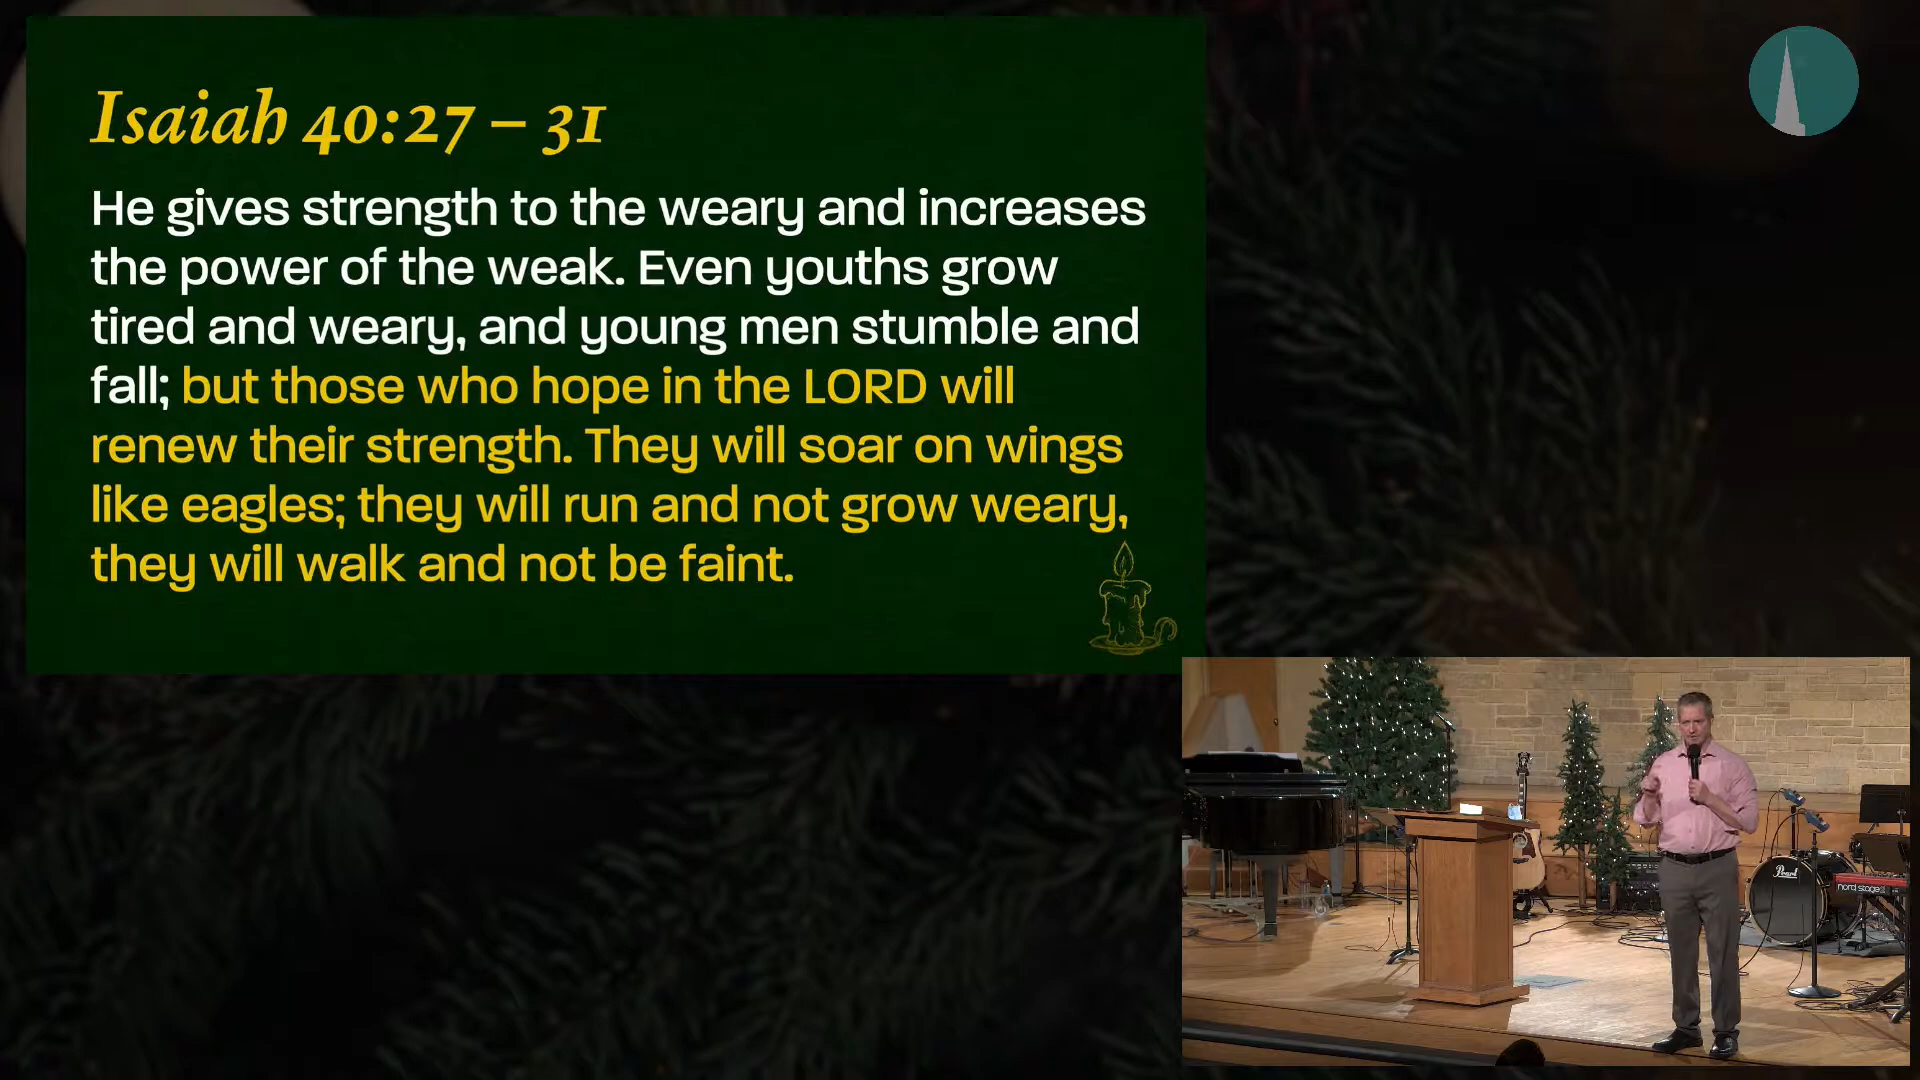 Isaiah 40:27 – 31
He gives strength to the weary and increases
the power of the weak. Even youths grow
tired and weary, and young men stumble and
fall; but those who hope in the LORD will
renew their strength. They will soar on wings
like eagles; they will run and not grow weary,
they will walk and not be faint.
Pearl
nord stage